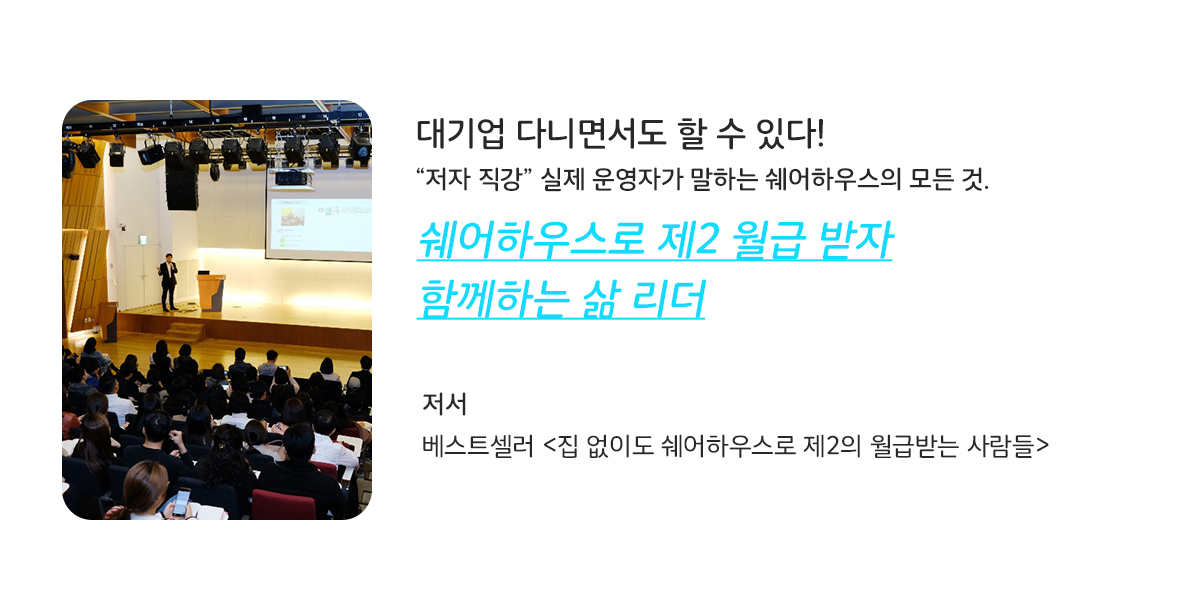 대기업 다니면서도 할 수 있다!
“저자 직강” 실제 운영자가 말하는 쉐어하우스의 모든 것.
쉐어하우스로 제2 월급 받자
함께하는 삶 리더
저서
베스트셀러 <집 없이도 쉐어하우스로 제2의 월급받는 사람들>